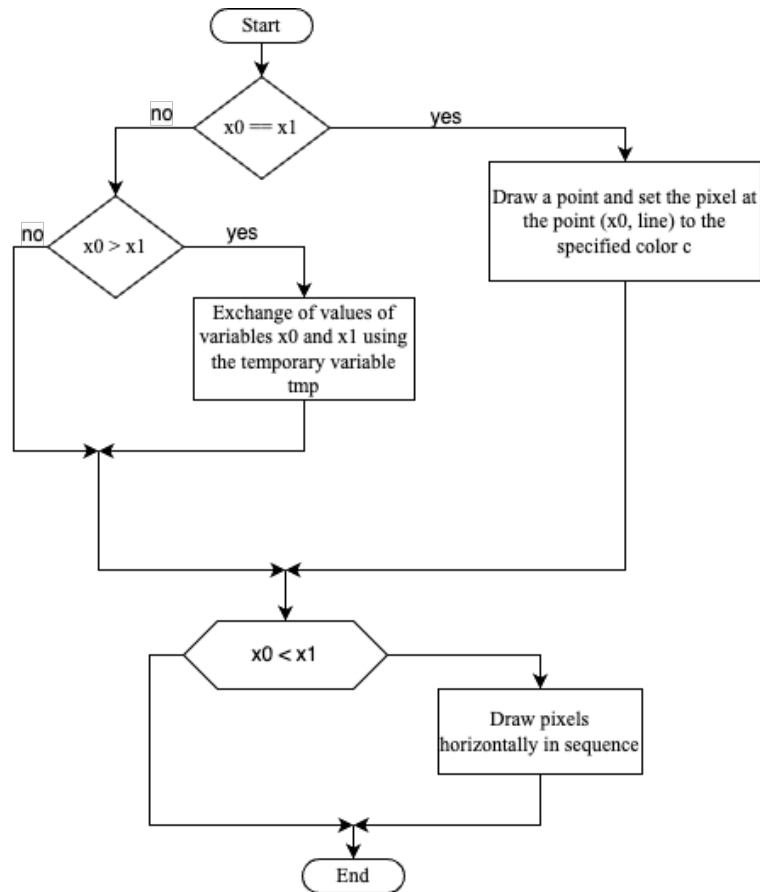 Start
x0 == x1
no
yes
Draw a point and set the pixel at
the point (x0, line) to the
specified color c
x0 > x1
no
yes
Exchange of values of
variables x0 and x1 using
the temporary variable
tmp
x0 < x1
Draw pixels
horizontally in sequence
End